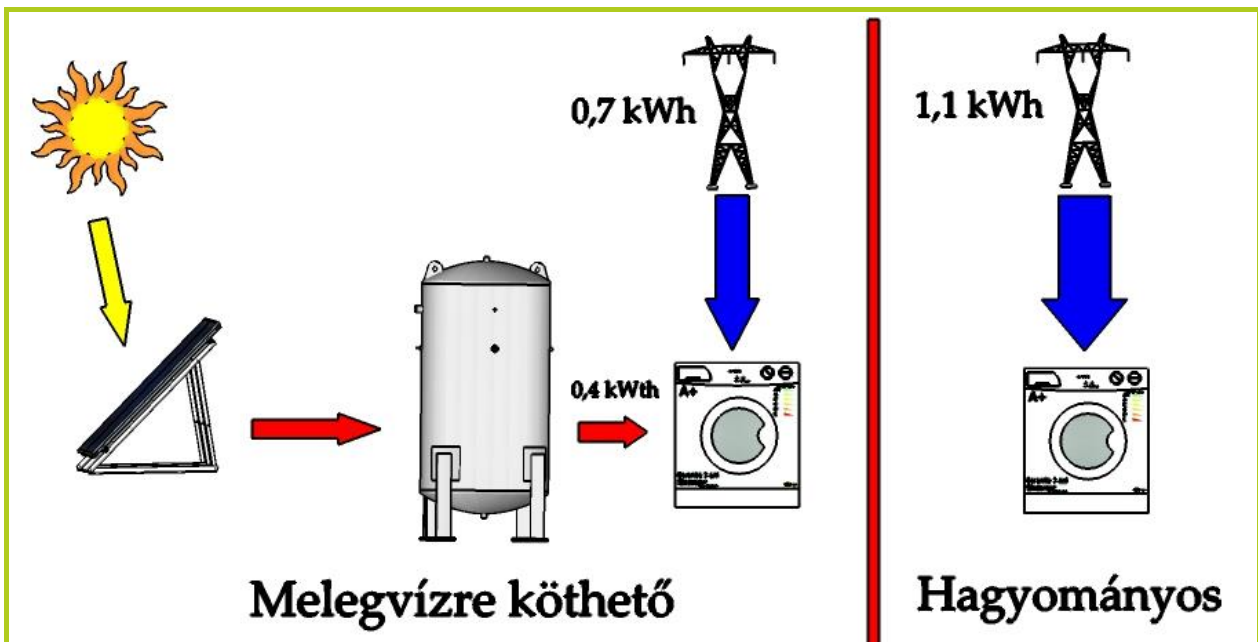 0,7 kWh
1,1 kWh
0,4 kWth
A+
A+
Melegvízre köthető
Hagyományos